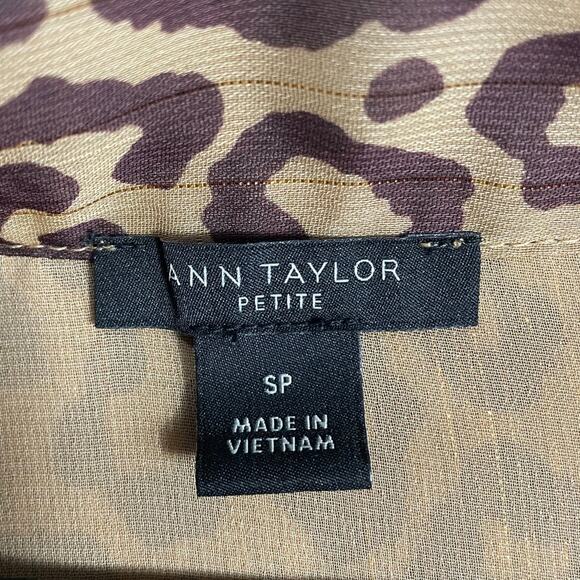 ANN TAYLOR
PETITE
SP
MADE IN
VIETNAM